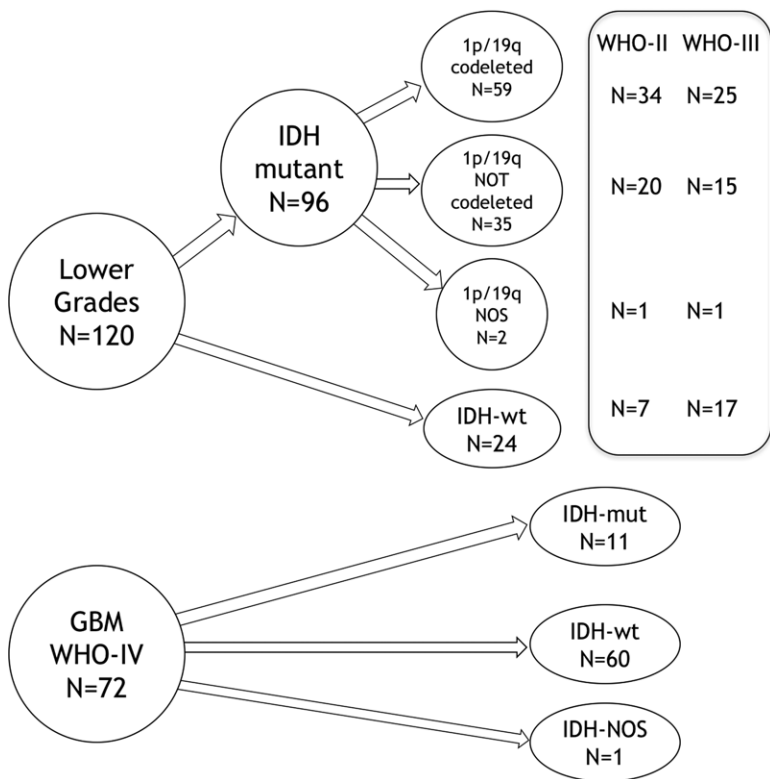 1p/19q
codeleted
N=59
WHO-II WHO-III
N=34 N=25
IDH
mutant
N=96
1p/19q
NOT
codeleted
N=35
N=20 N=15
Lower
Grades
N=120
1p/19q
NOS
N=2
N=1 N=1
IDH-wt
N=24
N=7 N=17
IDH-mut
N=11
GBM
WHO-IV
N=72
IDH-wt
N=60
IDH-NOS
N=1